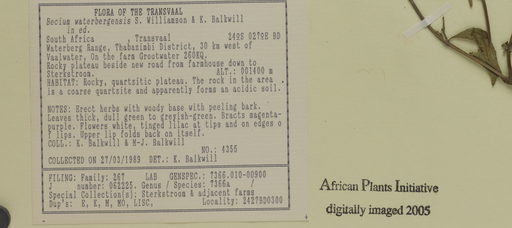 FLORA OF THE TRANSVAAL
Becium waterbergensis S. Williamson & K. Balkwill
in ed.
South Africa , Transvaal 2495 0279E BD
Waterberg Range, Thabazimbi District, 30 km west of
Vaalwater, On the farm Grootwater 260KQ.
Rocky plateau beside new road from farmhouse down to
Sterkstroom. ALT.: 001400 m
HABITAT: Rocky, quartzitic plateau. The rock in the area
is a coarse quartzite and apparently forms an acidic soil.
NOTES: Erect herbs with woody base with peeling bark.
Leaves thick, dull green to greyish-green. Bracts magenta-
purple. Flowers white, tinged lilac at tips and on edges o
f lips. Upper lip folds back on itself.
COLL.: K. Balkwill & M-J. Balkwill
NO.: 4355
COLLECTED ON 27/03/1989 DET.: K. Balkwill
FILING: Family: 267 LAB GENSPEC.: 7366.010-00900
J number: 062225. Genus / Species: 7366a
Special Collection(s): Sterkstroom & adjacent farms
Dup's: E, K, M, MO, LISC, Locality: 2427BD0300
African Plants Initiative
digitally imaged 2005